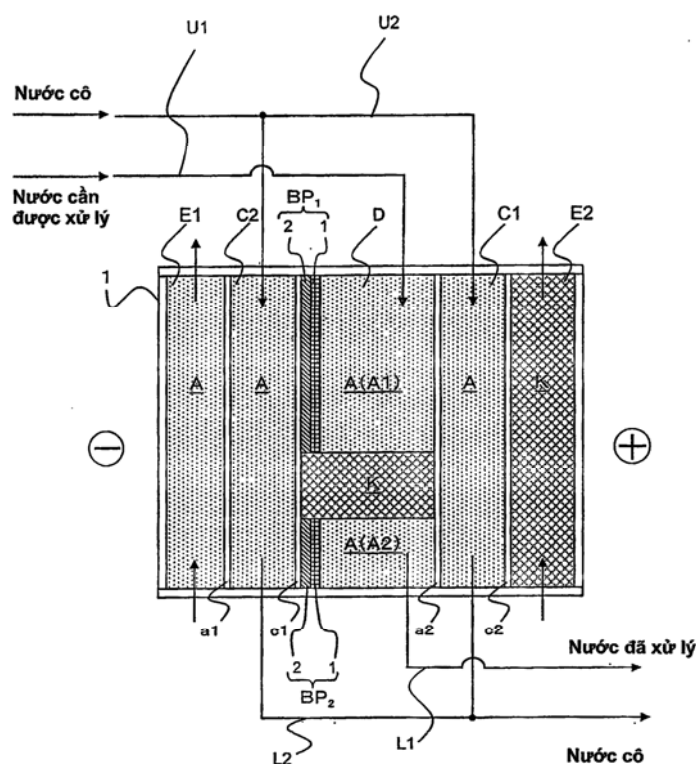 U1
U2
Nước cô
Nước cần
được xử lý
BP1
2 1
E1
C2
D
C1
E2
1
A
A
A(A1)
A
K
K
A(A2)
a1
c1
a2
c2
2 1
BP2
Nước đã xử lý
L2
L1
Nước cô